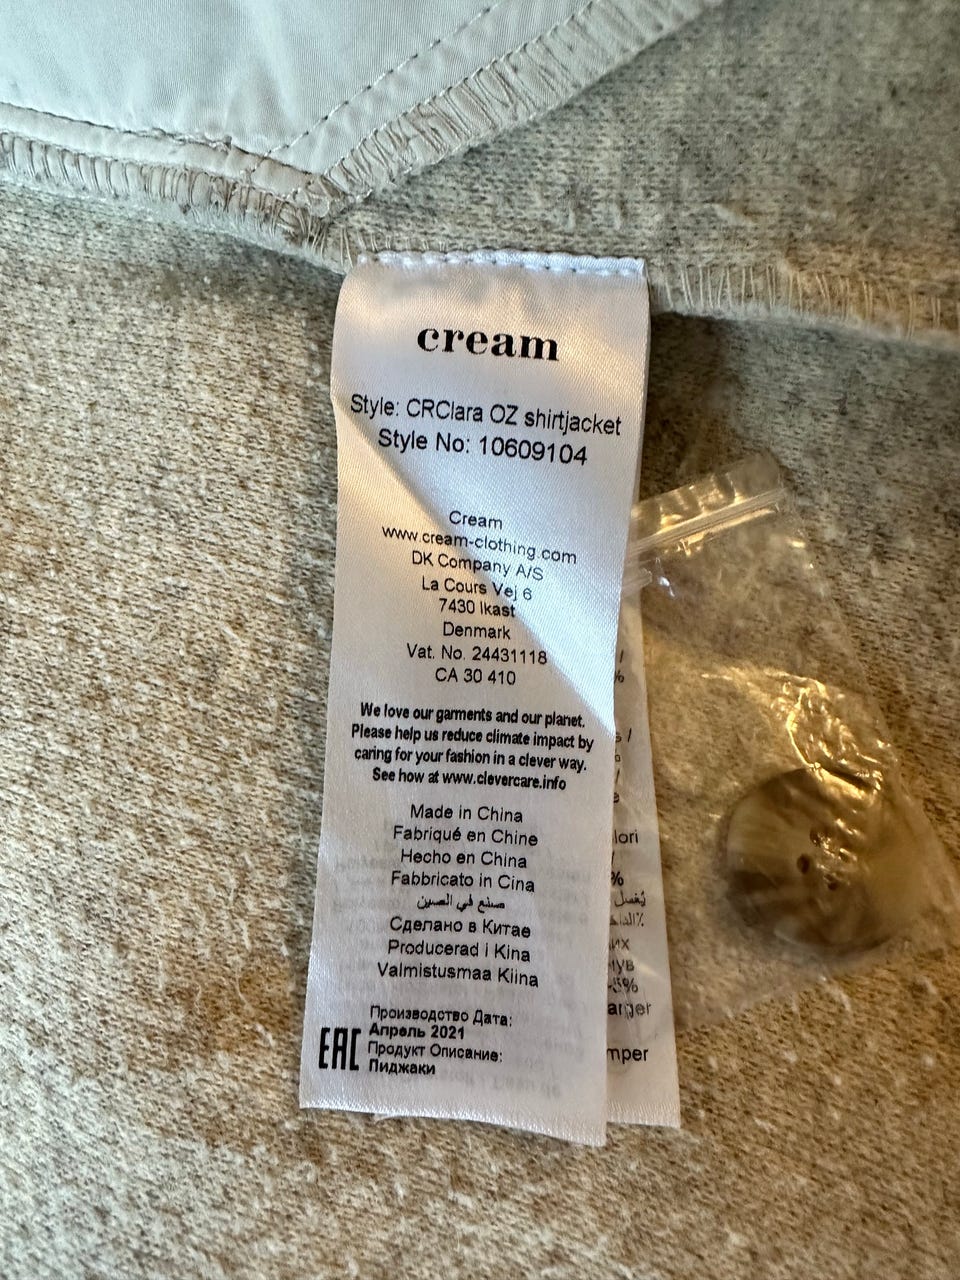 cream
Style: CRClara OZ shirtjacket
Style No: 10609104
Cream
www.cream-clothing.com
DK Company A/S
La Cours Vej 6
7430 Ikast
Denmark
Vat. No. 24431118
CA 30 410
We love our garments and our planet.
Please help us reduce climate impact by
caring for your fashion in a clever way.
See how at www.clevercare.info
Made in China
Fabriqué en Chine
Hecho en China
Fabbricato in Cina
صنع في الصين
Сделано в Китае
Producerad i Kina
Valmistusmaa Kiina
EAC
Производство Дата:
Апрель 2021
Продукт Описание:
Пиджаки